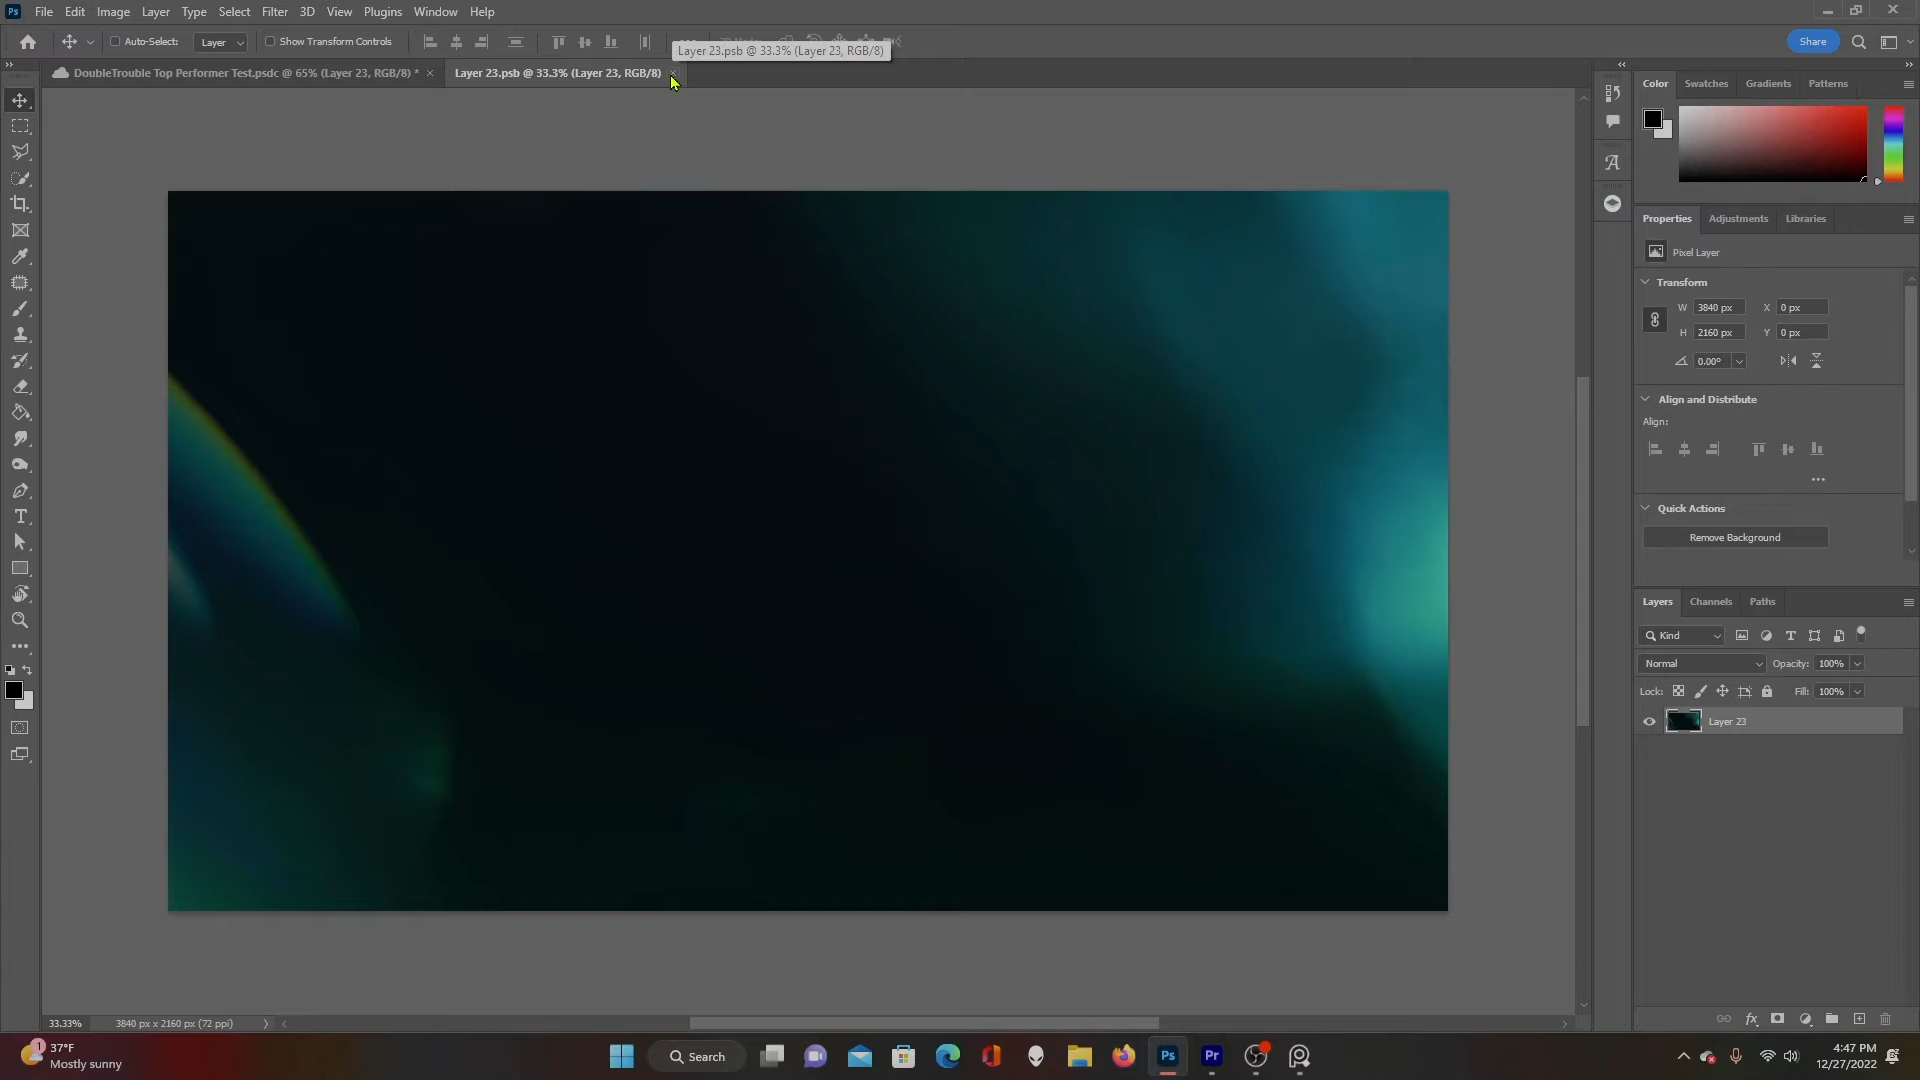 Ps File Edit Image Layer Type Select Filter 3D View Plugins Window Help
Auto-Select: Layer Show Transform Controls
Share
Layer 23.psb @ 33.3% (Layer 23, RGB/8)
DoubleTrouble Top Performer Test.psdc @ 65% (Layer 23, RGB/8) *
Layer 23.psb @ 33.3% (Layer 23, RGB/8)
Color Swatches Gradients Patterns
Properties Adjustments Libraries
Pixel Layer
Transform
W 3840 px X 0 px
H 2160 px Y 0 px
0.00°
Align and Distribute
Align:
Quick Actions
Remove Background
Layers Channels Paths
Kind
Normal Opacity: 100%
Lock: Fill: 100%
Layer 23
33.33% 3840 px x 2160 px (72 ppi)
1
37°F
Mostly sunny
Search
Ps Pr
4:47 PM
12/27/2022